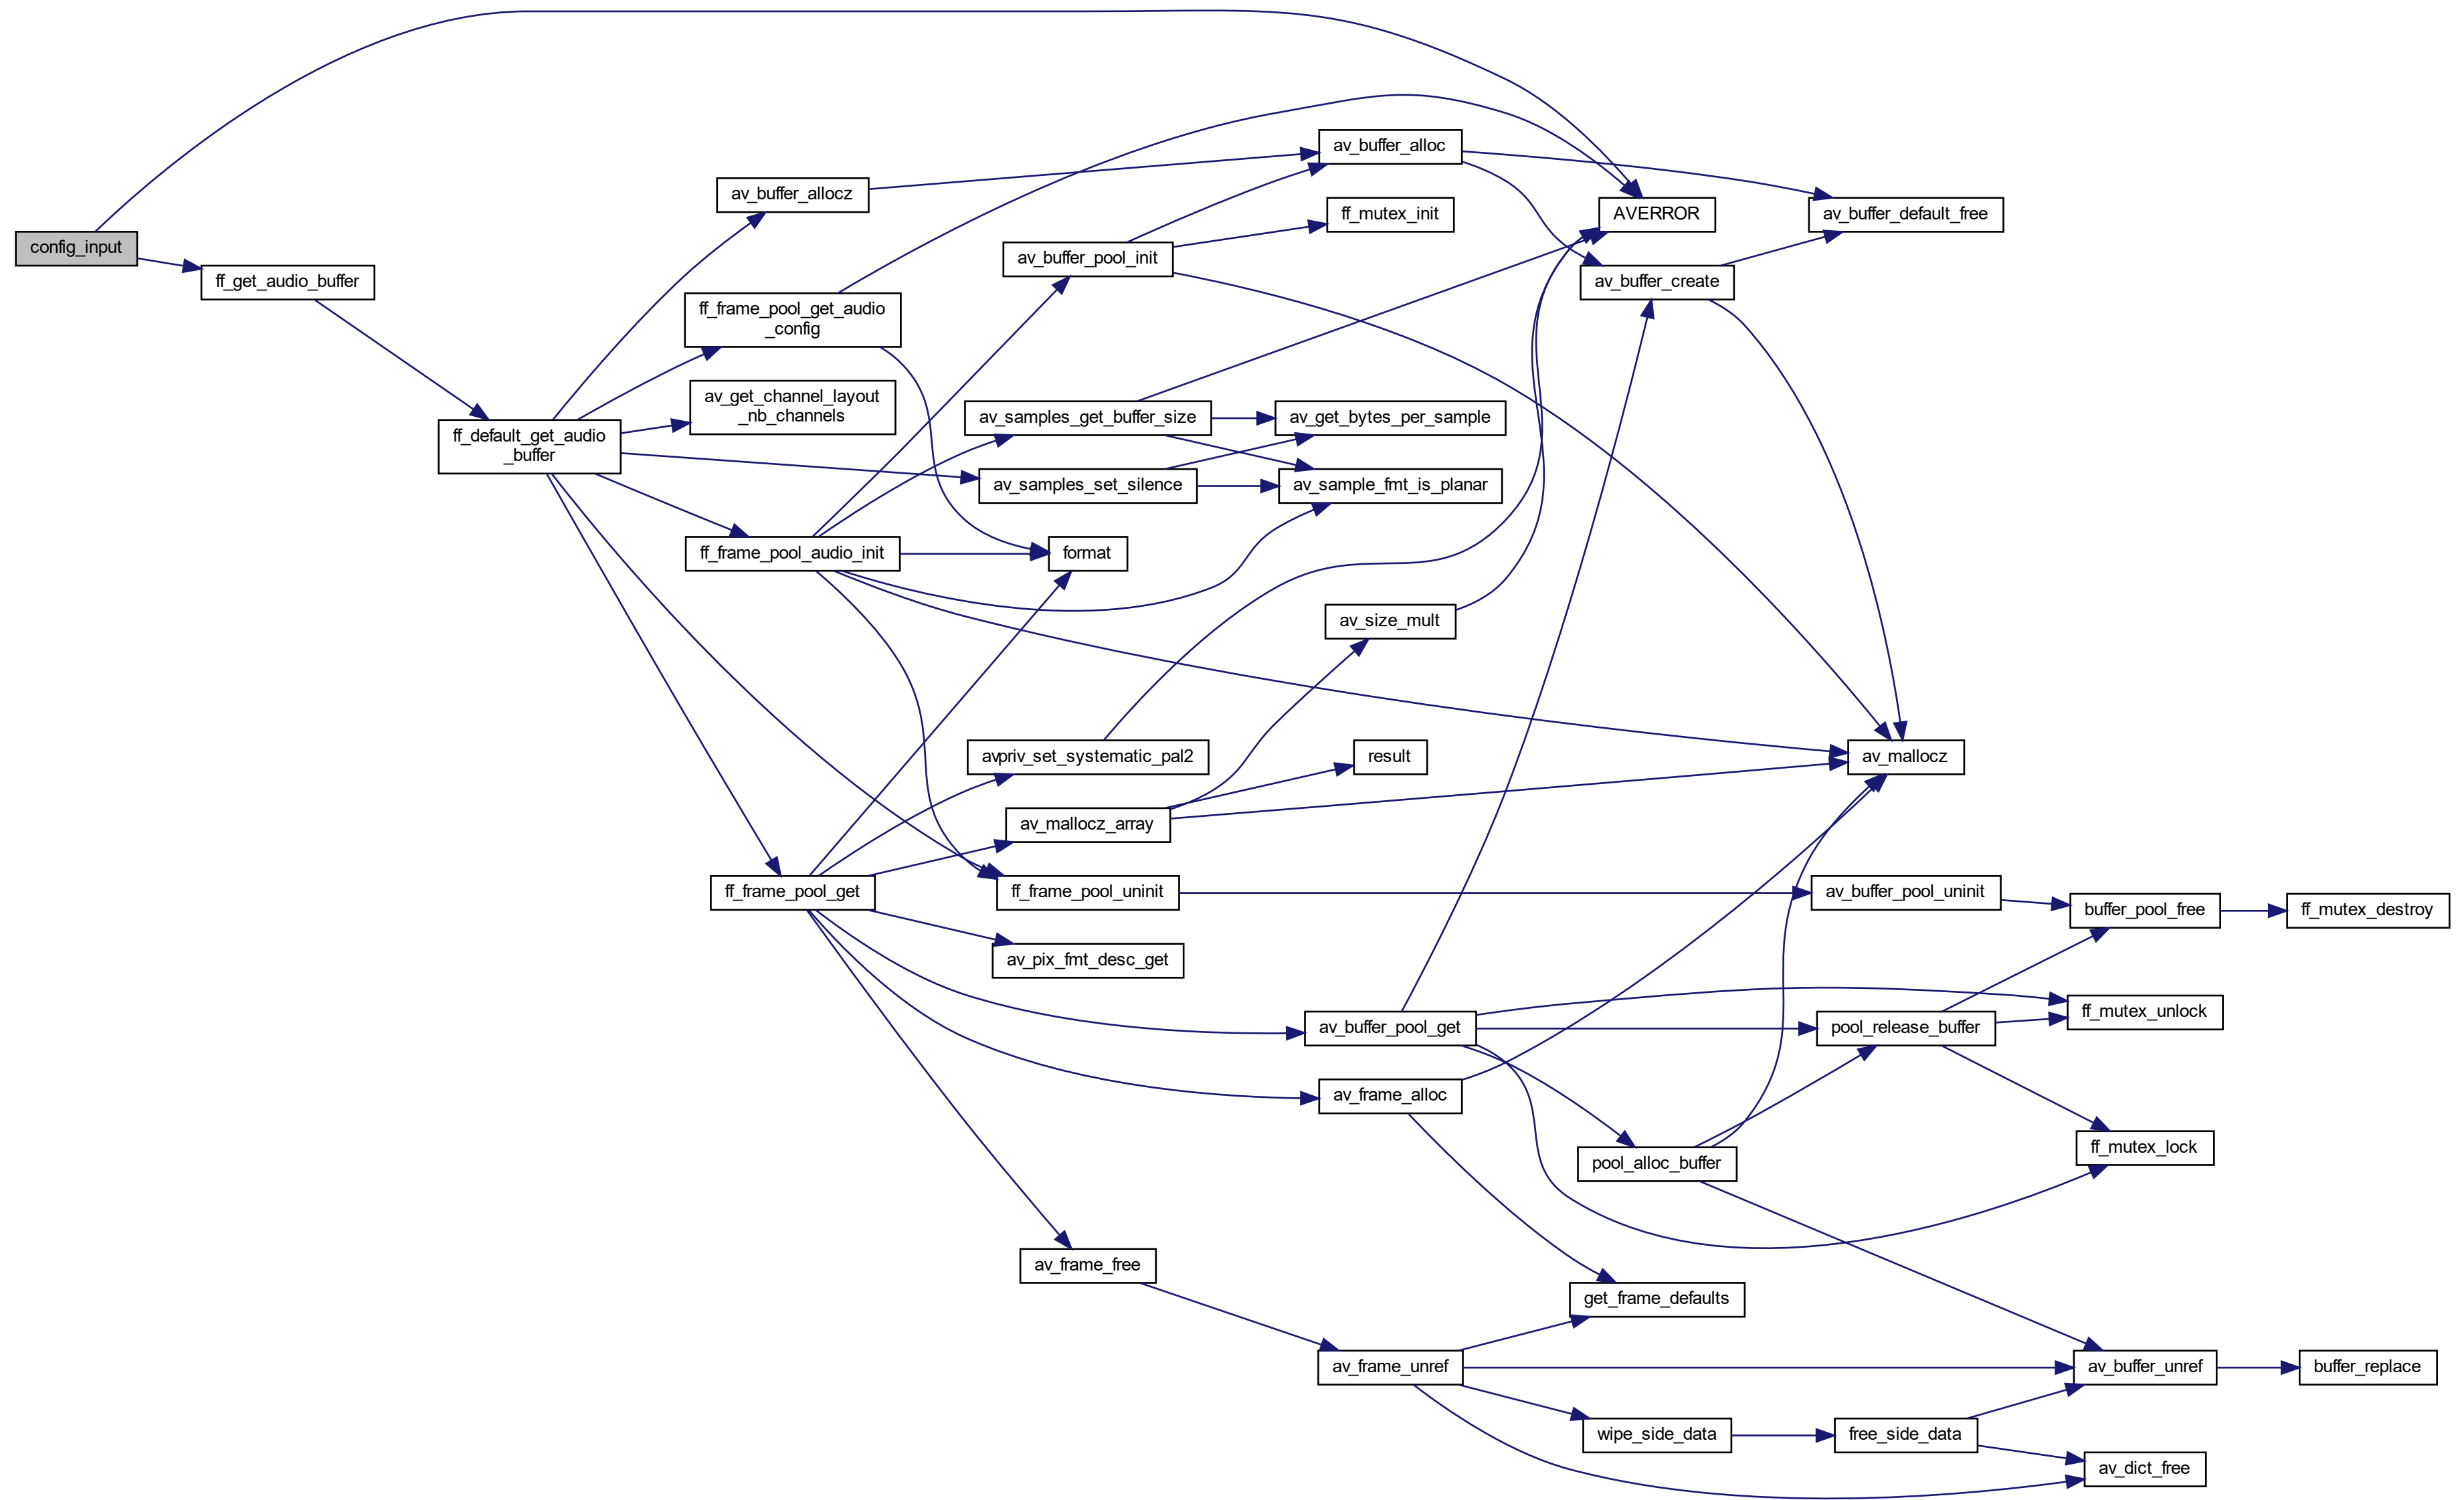 config_input
ff_get_audio_buffer
ff_default_get_audio
_buffer
av_buffer_allocz
ff_frame_pool_get_audio
_config
av_get_channel_layout
_nb_channels
ff_frame_pool_audio_init
ff_frame_pool_get
av_buffer_pool_init
av_samples_get_buffer_size
av_samples_set_silence
format
avpriv_set_systematic_pal2
av_mallocz_array
ff_frame_pool_uninit
av_pix_fmt_desc_get
av_frame_free
av_buffer_alloc
ff_mutex_init
av_get_bytes_per_sample
av_sample_fmt_is_planar
av_size_mult
result
av_buffer_pool_get
av_frame_alloc
av_frame_unref
AVERROR
av_buffer_create
pool_alloc_buffer
get_frame_defaults
wipe_side_data
av_buffer_default_free
av_mallocz
av_buffer_pool_uninit
pool_release_buffer
free_side_data
buffer_pool_free
ff_mutex_unlock
ff_mutex_lock
av_buffer_unref
av_dict_free
ff_mutex_destroy
buffer_replace